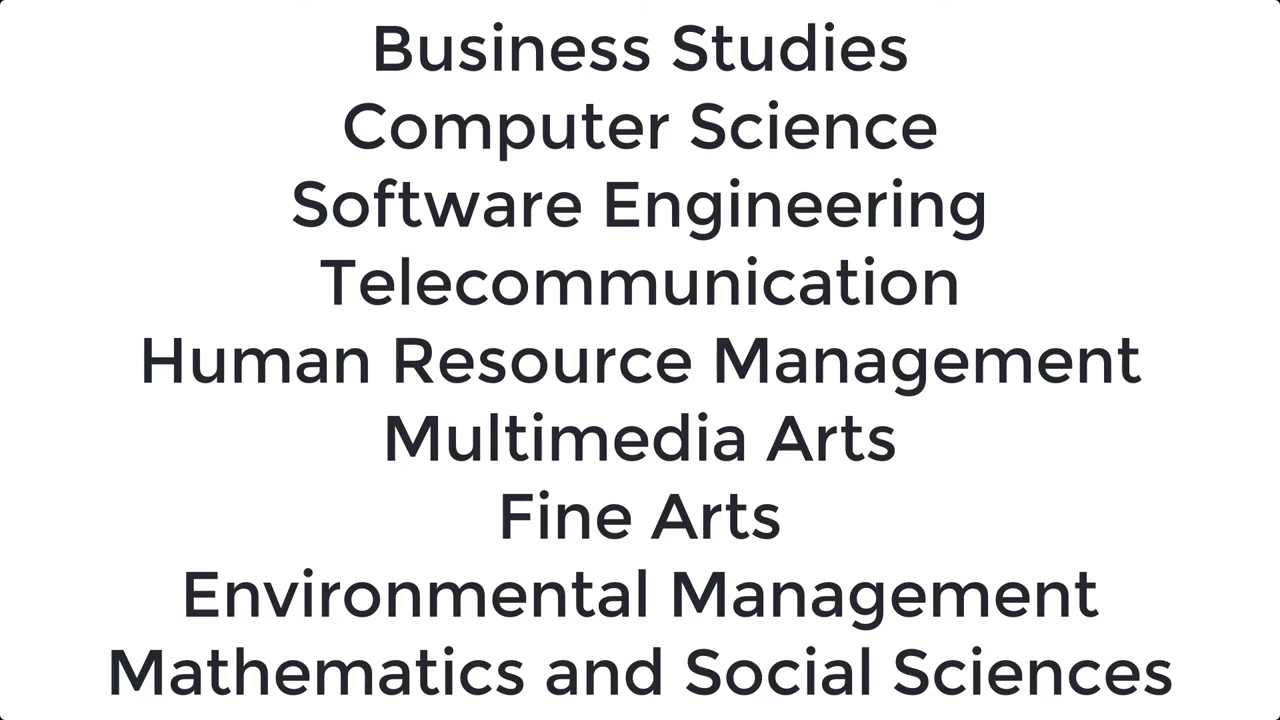 Business Studies
Computer Science
Software Engineering
Telecommunication
Human Resource Management
Multimedia Arts
Fine Arts
Environmental Management
Mathematics and Social Sciences